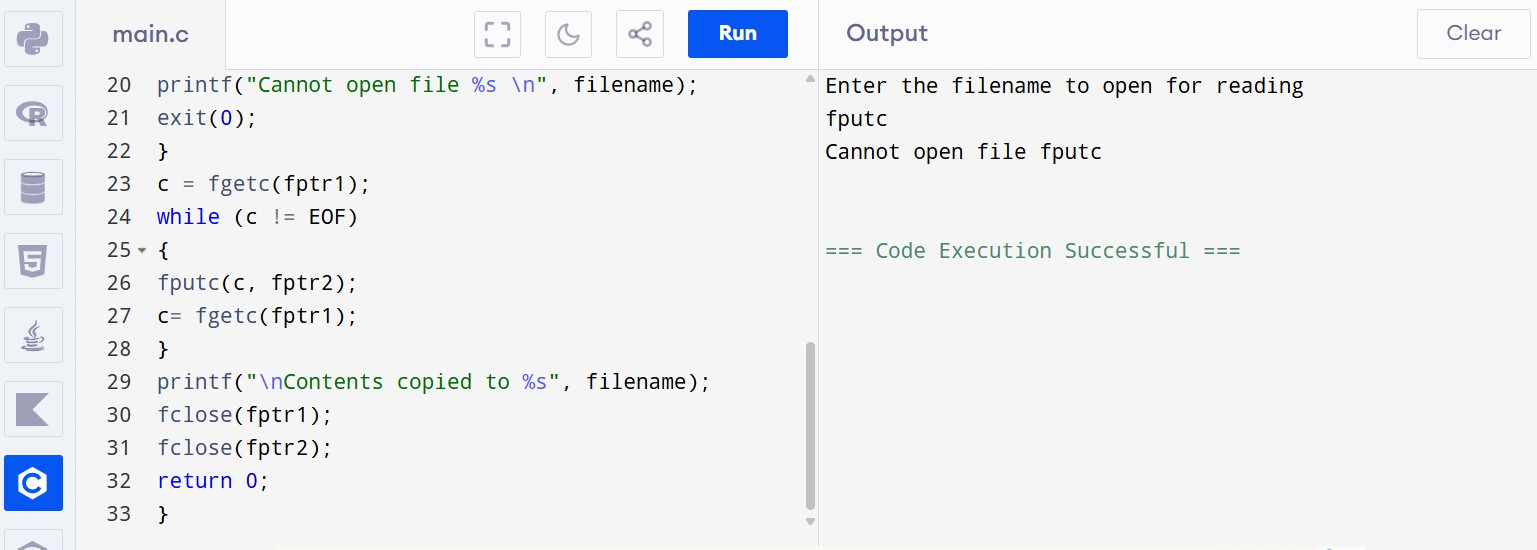 main.c
Run
Output
Clear
20 printf("Cannot open file %s \n", filename);
21 exit(0);
22 }
23 c = fgetc(fptr1);
24 while (c != EOF)
25 {
26 fputc(c, fptr2);
27 c= fgetc(fptr1);
28 }
29 printf("\nContents copied to %s", filename);
30 fclose(fptr1);
31 fclose(fptr2);
32 return 0;
33 }
Enter the filename to open for reading
fputc
Cannot open file fputc
=== Code Execution Successful ===